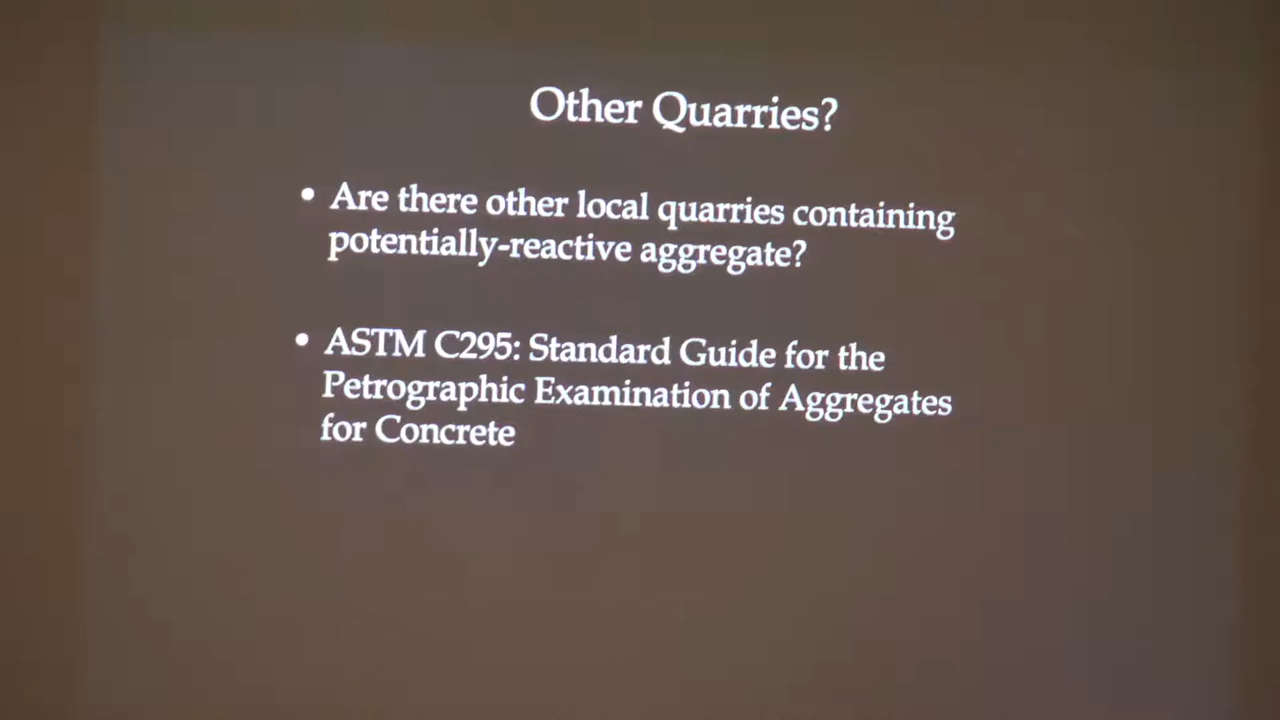 Other Quarries?
• Are there other local quarries containing
potentially-reactive aggregate?
• ASTM C295: Standard Guide for the
Petrographic Examination of Aggregates
for Concrete